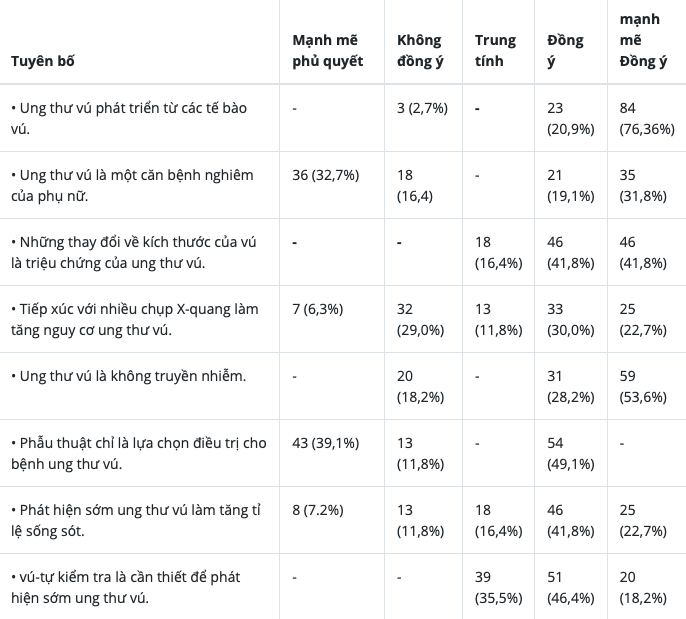 Tuyên bố
Mạnh mẽ
phủ quyết
Không
đồng ý
Trung
tính
Đồng
ý
mạnh
mẽ
Đồng ý
• Ung thư vú phát triển từ các tế bào
vú.
-
3 (2,7%)
-
23
(20,9%)
84
(76,36%)
• Ung thư vú là một căn bệnh nghiêm
của phụ nữ.
36 (32,7%)
18
(16,4)
-
21
(19,1%)
35
(31,8%)
• Những thay đổi về kích thước của vú
là triệu chứng của ung thư vú.
-
-
18
(16,4%)
46
(41,8%)
46
(41,8%)
• Tiếp xúc với nhiều chụp X-quang làm
tăng nguy cơ ung thư vú.
7 (6,3%)
32
(29,0%)
13
(11,8%)
33
(30,0%)
25
(22,7%)
• Ung thư vú là không truyền nhiễm.
-
20
(18,2%)
-
31
(28,2%)
59
(53,6%)
• Phẫu thuật chỉ là lựa chọn điều trị cho
bệnh ung thư vú.
43 (39,1%)
13
(11,8%)
-
54
(49,1%)
-
• Phát hiện sớm ung thư vú làm tăng tỉ
lệ sống sót.
8 (7.2%)
13
(11,8%)
18
(16,4%)
46
(41,8%)
25
(22,7%)
• vú-tự kiểm tra là cần thiết để phát
hiện sớm ung thư vú.
-
-
39
(35,5%)
51
(46,4%)
20
(18,2%)